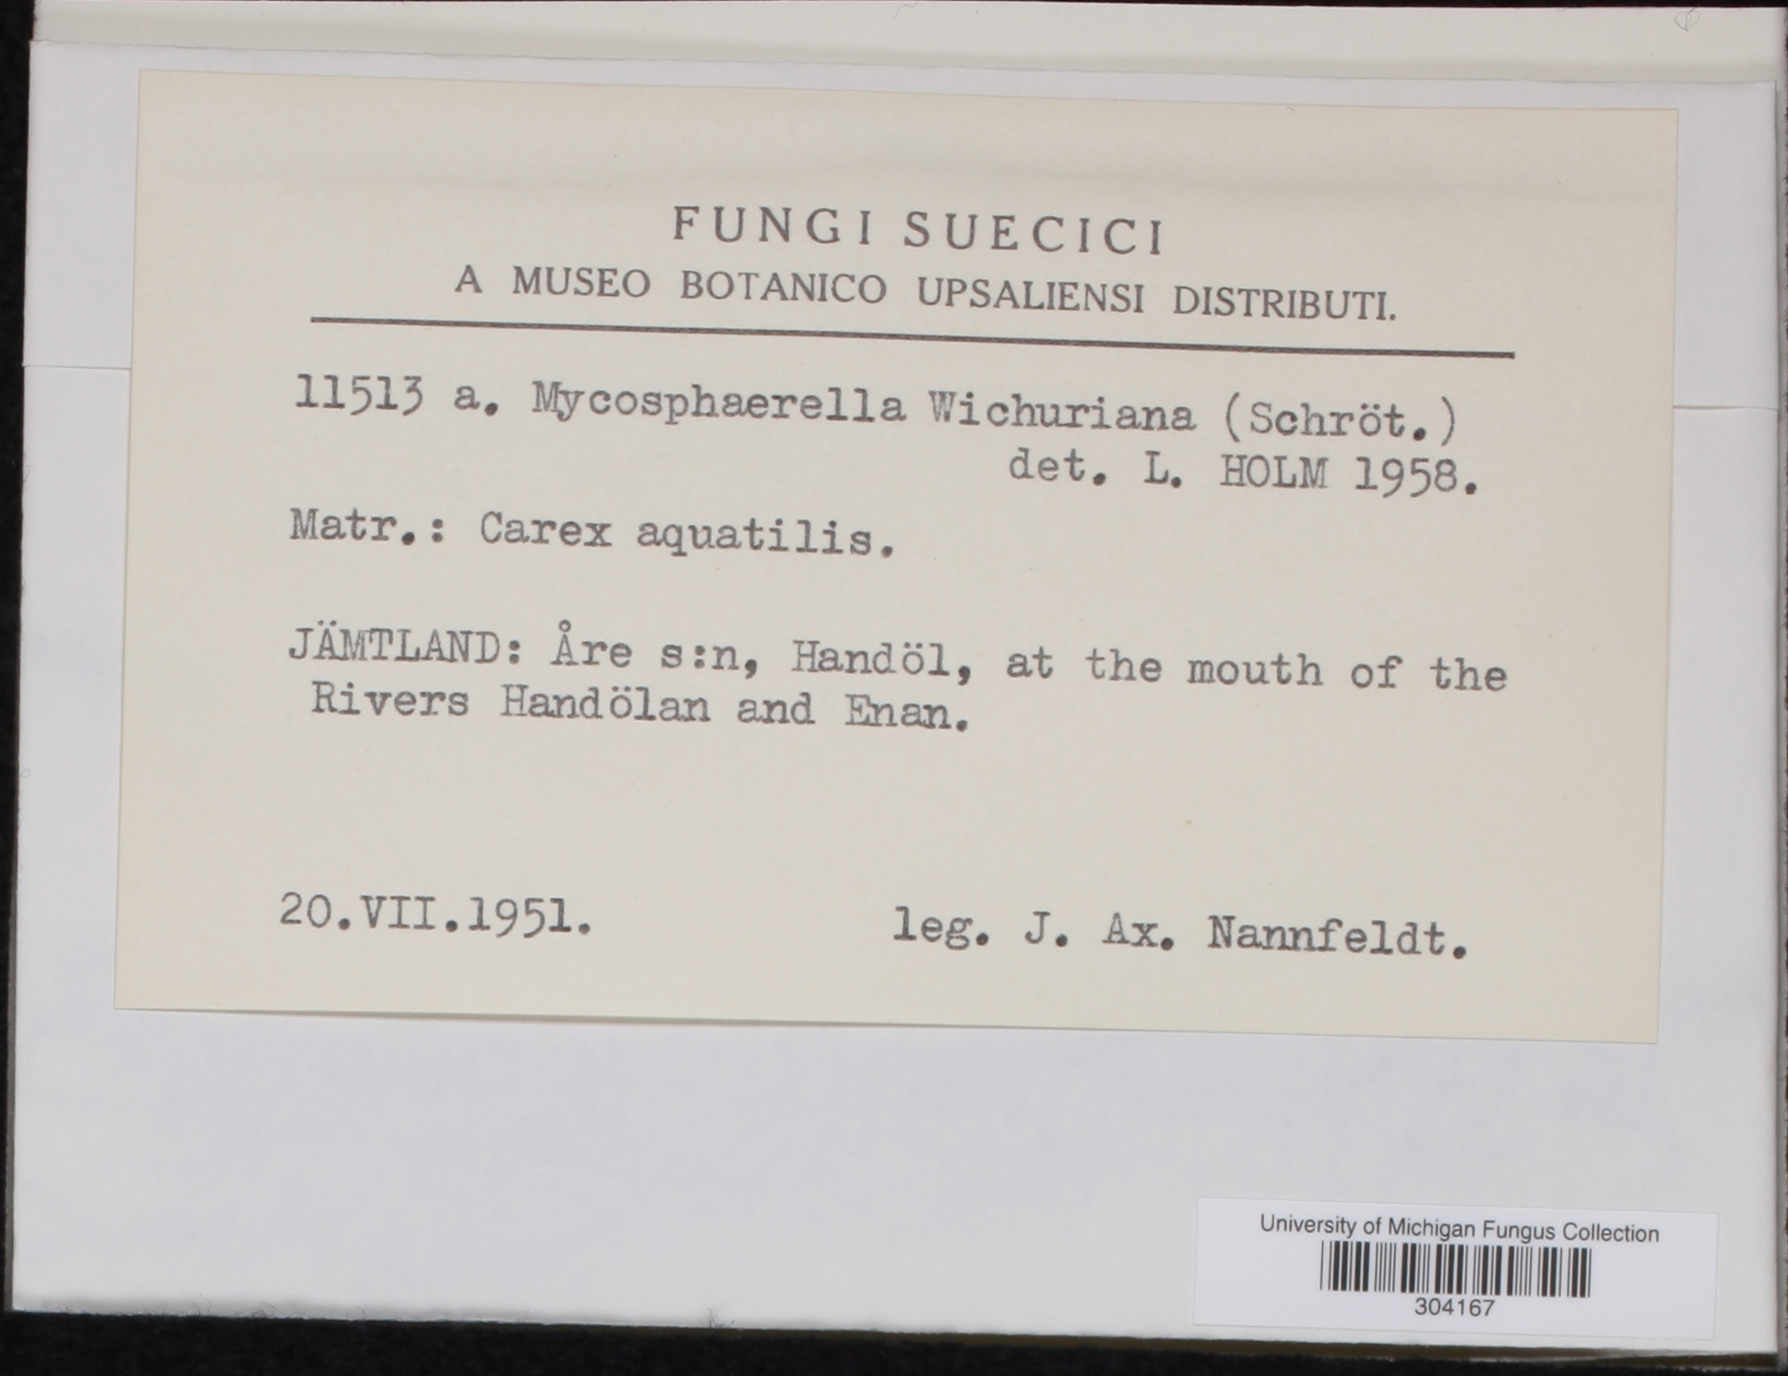 FUNGI SUECICI
A MUSEO BOTANICO UPSALIENSI DISTRIBUTI.
11513 a. Mycosphaerella Wichuriana (Schröt.)
det. L. HOLM 1958.
Matr.: Carex aquatilis.
JÄMTLAND: Åre s:n, Handöl, at the mouth of the
Rivers Handölan and Enan.
20.VII.1951. leg. J. Ax. Nannfeldt.
University of Michigan Fungus Collection
304167